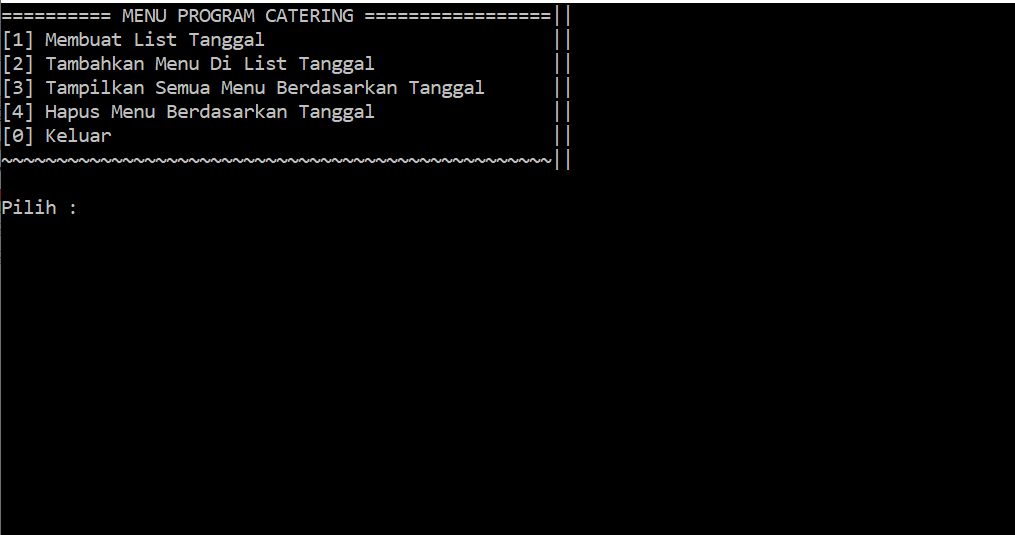 ========== MENU PROGRAM CATERING =================||
[1] Membuat List Tanggal                          ||
[2] Tambahkan Menu Di List Tanggal                ||
[3] Tampilkan Semua Menu Berdasarkan Tanggal      ||
[4] Hapus Menu Berdasarkan Tanggal                ||
[0] Keluar                                        ||
~~~~~~~~~~~~~~~~~~~~~~~~~~~~~~~~~~~~~~~~~~~~~~~~~~||
Pilih :